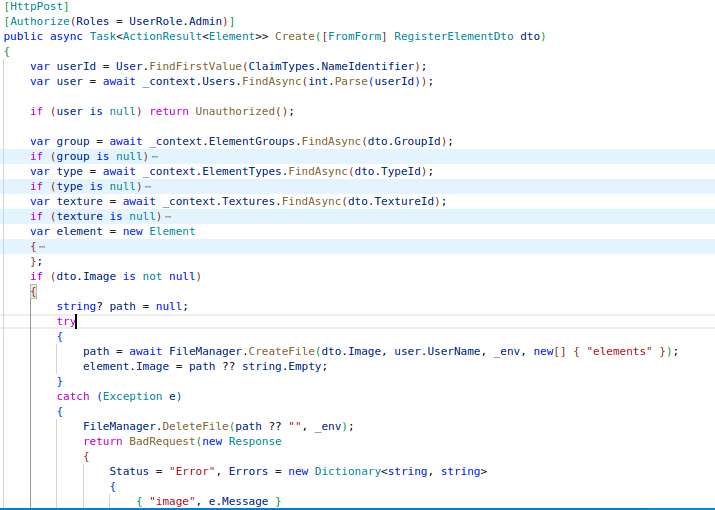 [HttpPost]
[Authorize(Roles = UserRole.Admin)]
public async Task<ActionResult<Element>> Create([FromForm] RegisterElementDto dto)
{
    var userId = User.FindFirstValue(ClaimTypes.NameIdentifier);
    var user = await _context.Users.FindAsync(int.Parse(userId));
    if (user is null) return Unauthorized();
    var group = await _context.ElementGroups.FindAsync(dto.GroupId);
    if (group is null)⋯
    var type = await _context.ElementTypes.FindAsync(dto.TypeId);
    if (type is null)⋯
    var texture = await _context.Textures.FindAsync(dto.TextureId);
    if (texture is null)⋯
    var element = new Element
    {⋯
    };
    if (dto.Image is not null)
    {
        string? path = null;
        try
        {
            path = await FileManager.CreateFile(dto.Image, user.UserName, _env, new[] { "elements" });
            element.Image = path ?? string.Empty;
        }
        catch (Exception e)
        {
            FileManager.DeleteFile(path ?? "", _env);
            return BadRequest(new Response
            {
                Status = "Error", Errors = new Dictionary<string, string>
                {
                    { "image", e.Message }